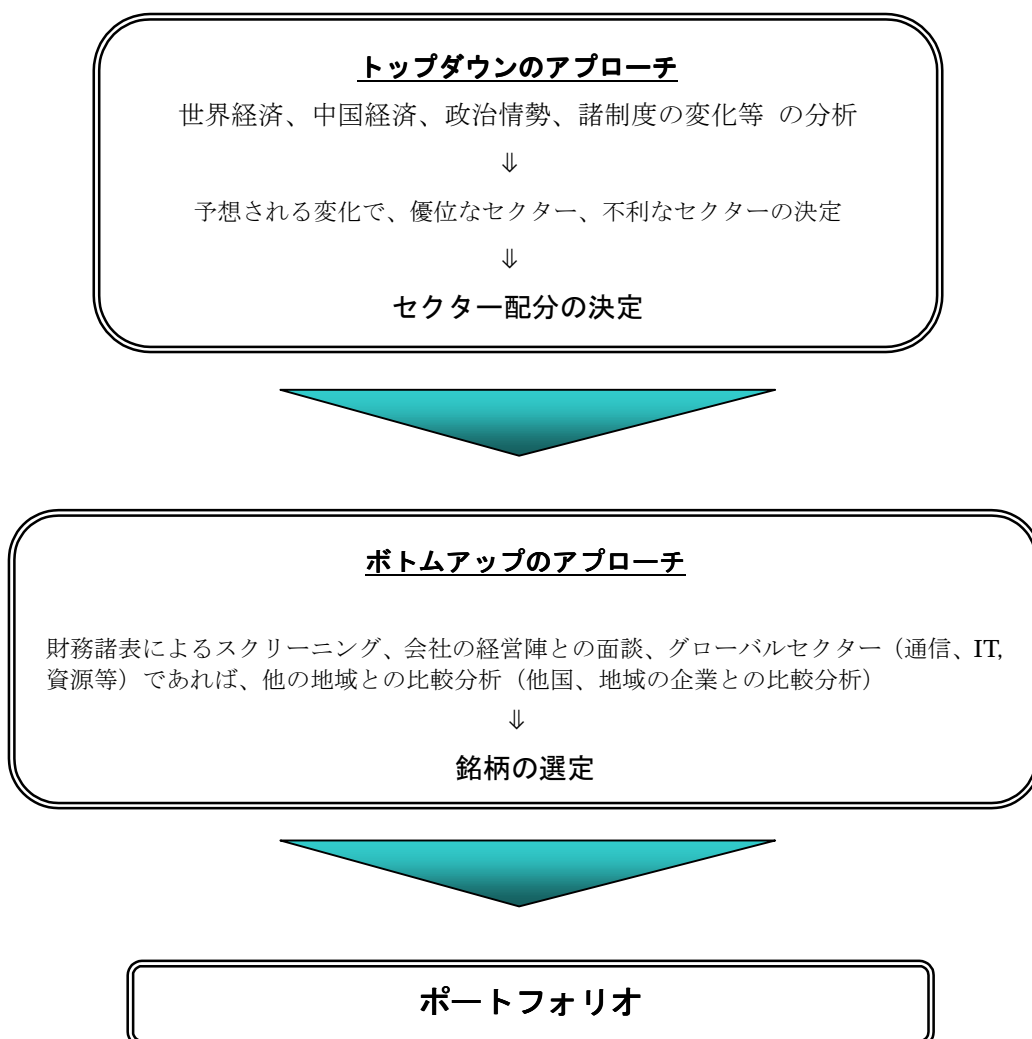 トップダウンのアプローチ
世界経済、中国経済、政治情勢、諸制度の変化等 の分析
⇓
予想される変化で、優位なセクター、不利なセクターの決定
⇓
セクター配分の決定
ボトムアップのアプローチ
財務諸表によるスクリーニング、会社の経営陣との面談、グローバルセクター（通信、IT,
資源等）であれば、他の地域との比較分析（他国、地域の企業との比較分析）
⇓
銘柄の選定
ポートフォリオ